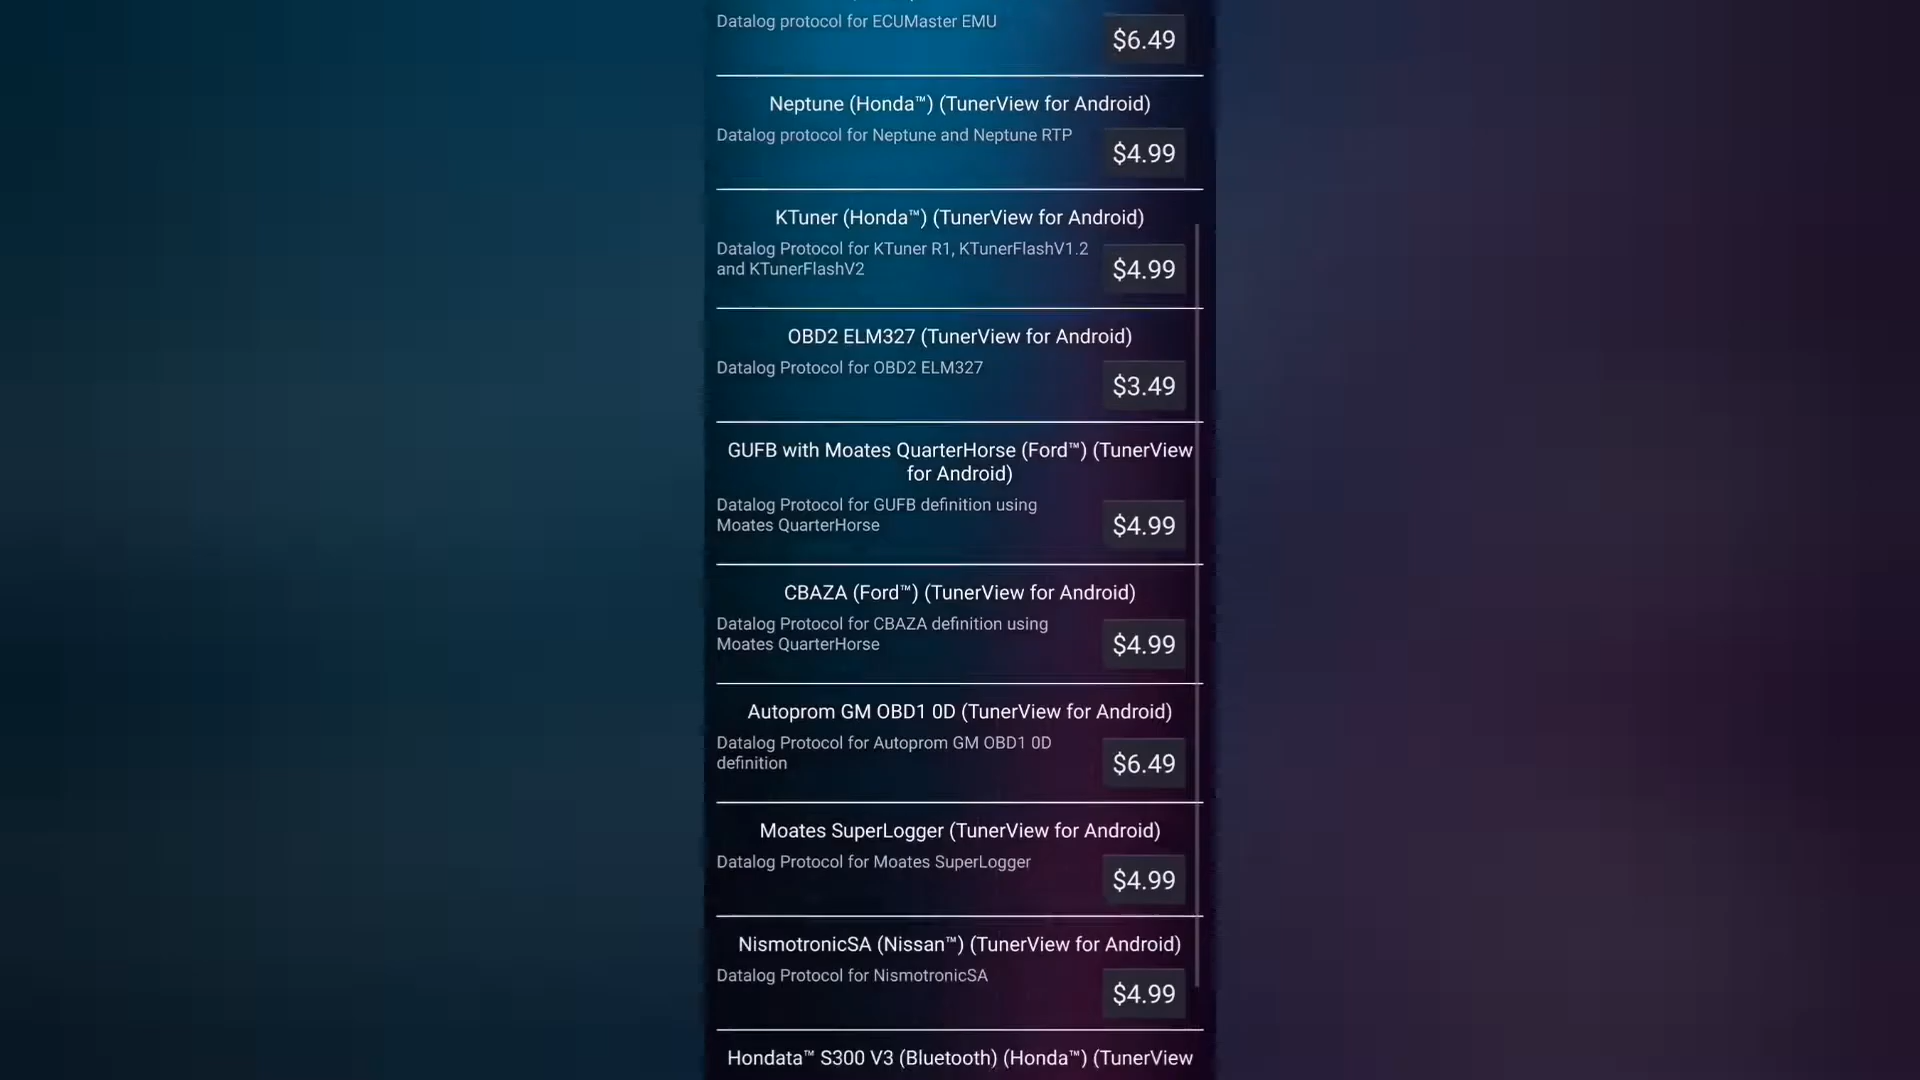 Datalog protocol for ECUMaster EMU
$6.49
Neptune (Honda™) (TunerView for Android)
Datalog protocol for Neptune and Neptune RTP
$4.99
KTuner (Honda™) (TunerView for Android)
Datalog Protocol for KTuner R1, KTunerFlashV1.2
and KTunerFlashV2
$4.99
OBD2 ELM327 (TunerView for Android)
Datalog Protocol for OBD2 ELM327
$3.49
GUFB with Moates QuarterHorse (Ford™) (TunerView
for Android)
Datalog Protocol for GUFB definition using
Moates QuarterHorse
$4.99
CBAZA (Ford™) (TunerView for Android)
Datalog Protocol for CBAZA definition using
Moates QuarterHorse
$4.99
Autoprom GM OBD1 0D (TunerView for Android)
Datalog Protocol for Autoprom GM OBD1 0D
definition
$6.49
Moates SuperLogger (TunerView for Android)
Datalog Protocol for Moates SuperLogger
$4.99
NismotronicSA (Nissan™) (TunerView for Android)
Datalog Protocol for NismotronicSA
$4.99
Hondata™ S300 V3 (Bluetooth) (Honda™) (TunerView